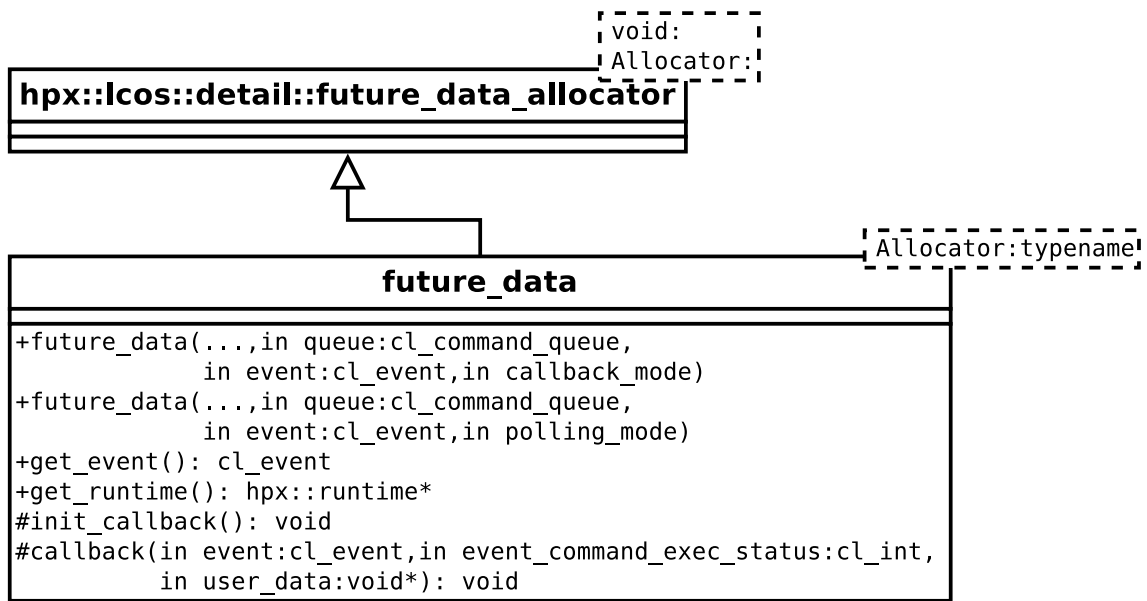 void:
Allocator:
hpx::lcos::detail::future_data_allocator
Allocator:typename
future_data
+future_data(...,in queue:cl_command_queue,
in event:cl_event,in callback_mode)
+future_data(...,in queue:cl_command_queue,
in event:cl_event,in polling_mode)
+get_event(): cl_event
+get_runtime(): hpx::runtime*
#init_callback(): void
#callback(in event:cl_event,in event_command_exec_status:cl_int,
in user_data:void*): void